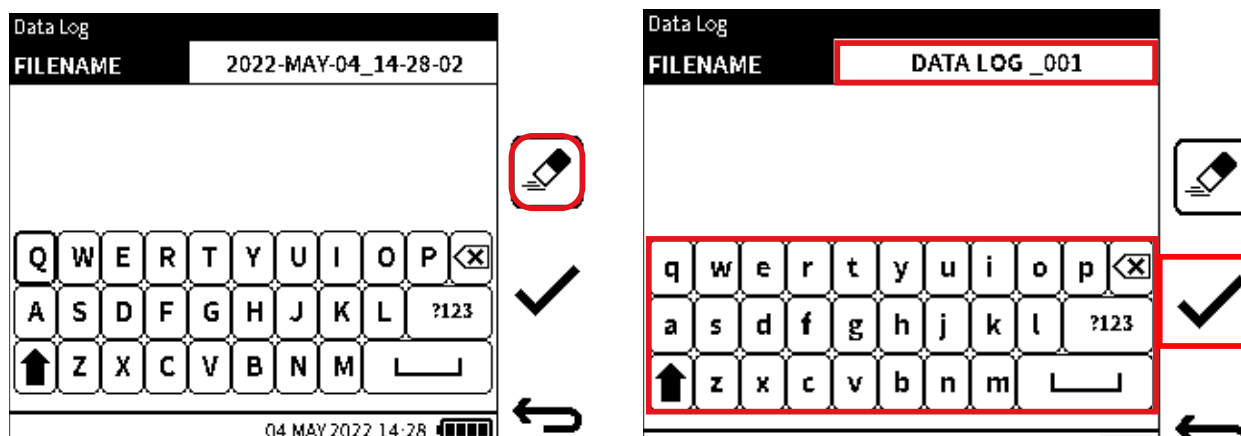 Data Log
FILENAME 2022-MAY-04_14-28-02
Q W E R T Y U I O P
A S D F G H J K L ?123
Z X C V B N M
04 MAY 2022 14:28
Data Log
FILENAME DATA LOG _001
q w e r t y u i o p
a s d f g h j k l ?123
z x c v b n m